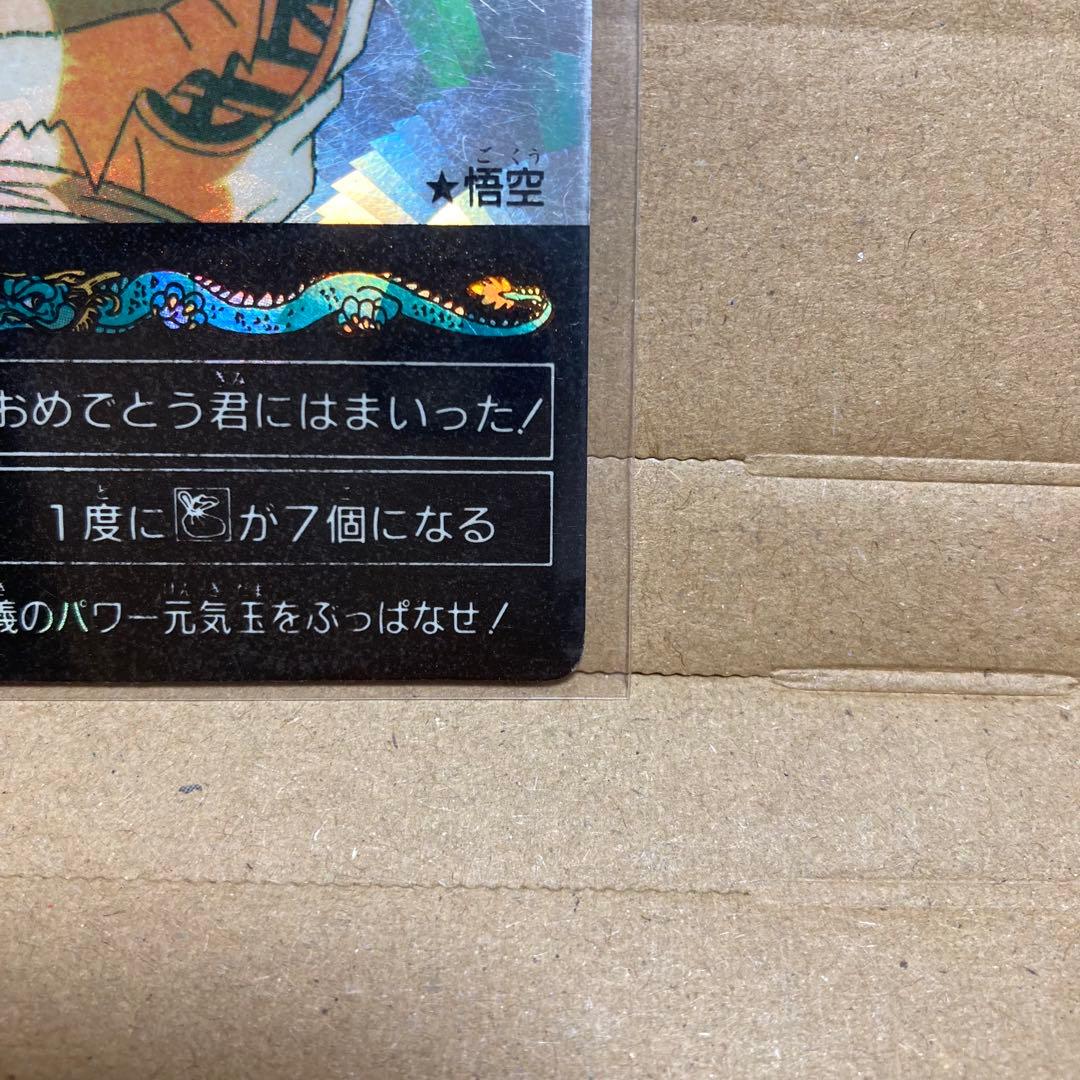 ★悟空
おめでとう君にはまいった!
1度にが7個になる
義のパワー元気玉をぶっぱなせ!